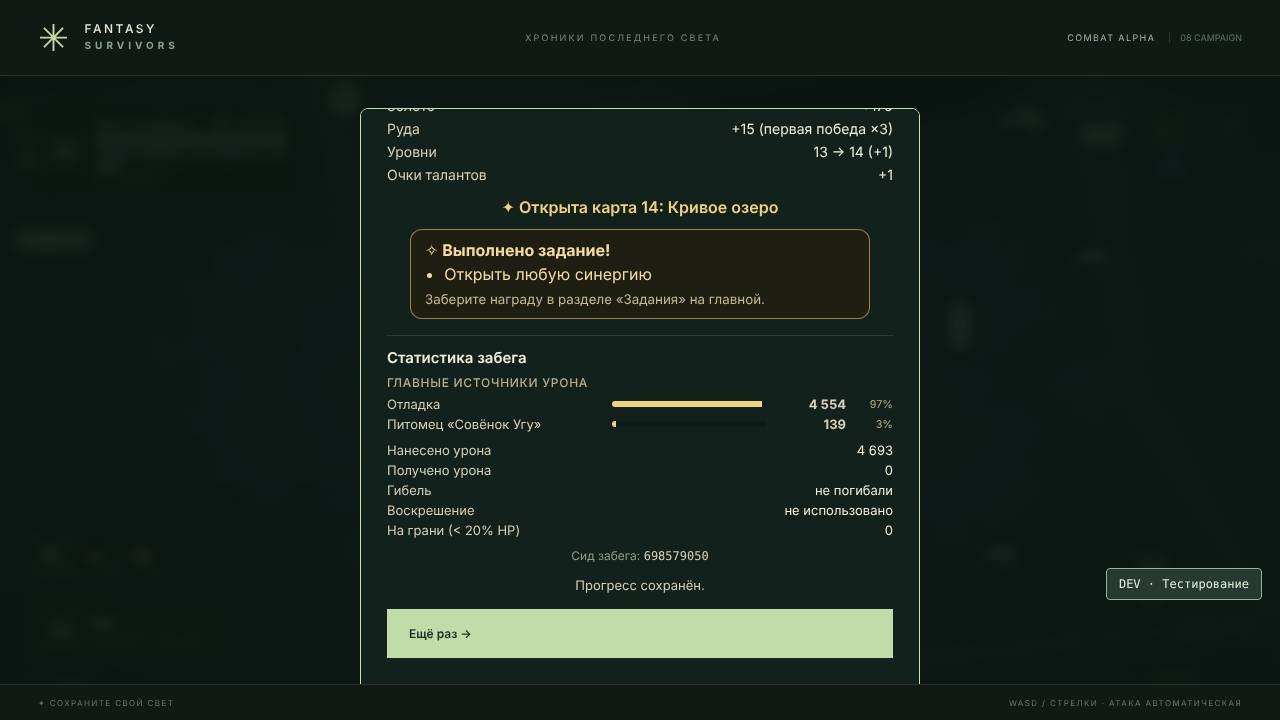 FANTASY
SURVIVORS
ХРОНИКИ ПОСЛЕДНЕГО СВЕТА
COMBAT ALPHA | 08 CAMPAIGN
Руда +15 (первая победа ×3)
Уровни 13 → 14 (+1)
Очки талантов +1
✦ Открыта карта 14: Кривое озеро
✧ Выполнено задание!
• Открыть любую синергию
Заберите награду в разделе «Задания» на главной.
Статистика забега
ГЛАВНЫЕ ИСТОЧНИКИ УРОНА
Отладка 4 554 97%
Питомец «Совёнок Угу» 139 3%
Нанесено урона 4 693
Получено урона 0
Гибель не погибали
Воскрешение не использовано
На грани (< 20% HP) 0
Сид забега: 698579050
Прогресс сохранён.
DEV · Тестирование
Ещё раз →
✦ СОХРАНИТЕ СВОЙ СВЕТ
WASD / СТРЕЛКИ · АТАКА АВТОМАТИЧЕСКАЯ